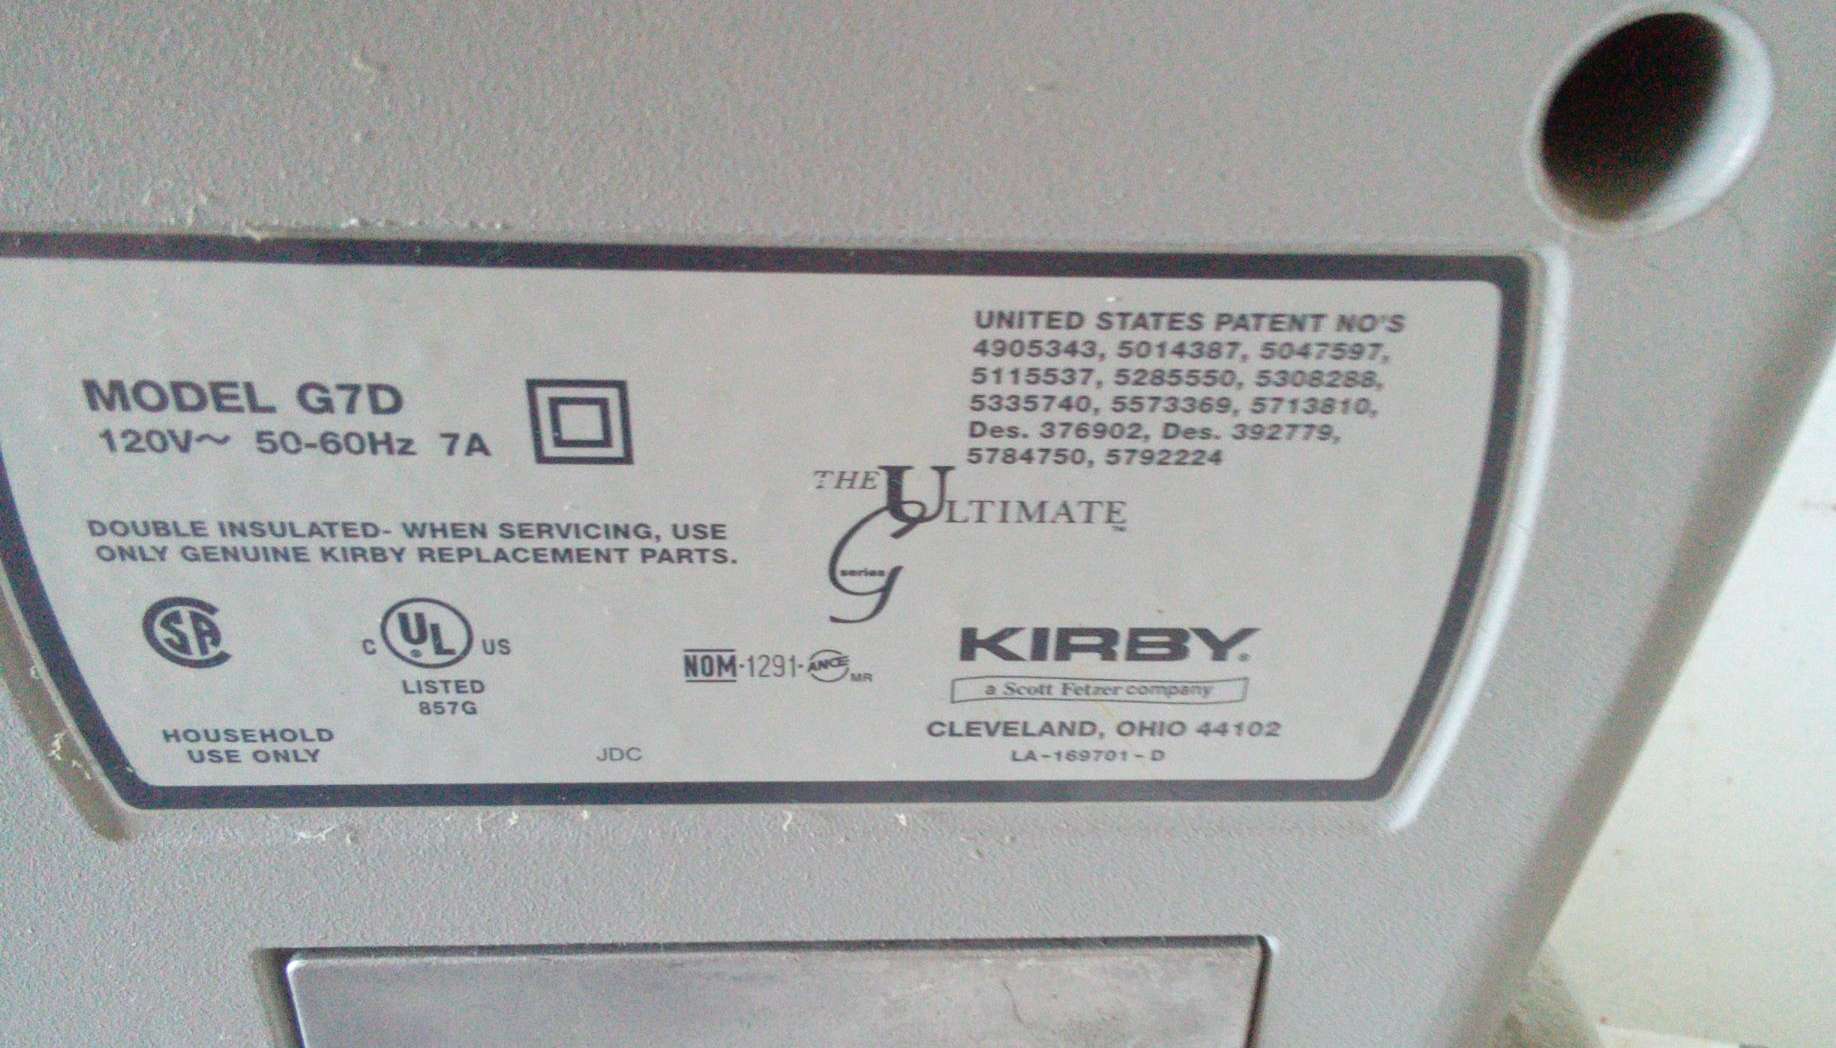 MODEL G7D
120V~ 50-60Hz 7A
DOUBLE INSULATED- WHEN SERVICING, USE
ONLY GENUINE KIRBY REPLACEMENT PARTS.
SA
C UL US
LISTED
857G
HOUSEHOLD
USE ONLY
JDC
NOM-1291-ANCE MR
UNITED STATES PATENT NO'S
4905343, 5014387, 5047597,
5115537, 5285550, 5308288,
5335740, 5573369, 5713810,
Des. 376902, Des. 392779,
5784750, 5792224
THE ULTIMATE™
G series
KIRBY®
a Scott Fetzer company
CLEVELAND, OHIO 44102
LA-169701-D